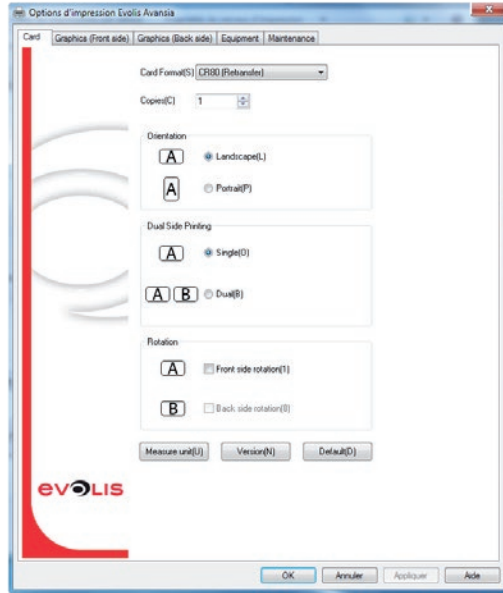 Options d'impression Evolis Avansia
Card Graphics (Front side) Graphics (Back side) Equipment Maintenance
Card Format(S) CR80 (Retransfer)
Copies(C) 1
Orientation
A Landscape(L)
A Portrait(P)
Dual Side Printing
A Single(O)
A B Dual(B)
Rotation
A Front side rotation(1)
B Back side rotation(8)
Measure unit(U) Version(N) Default(D)
evolis
OK Annuler Appliquer Aide